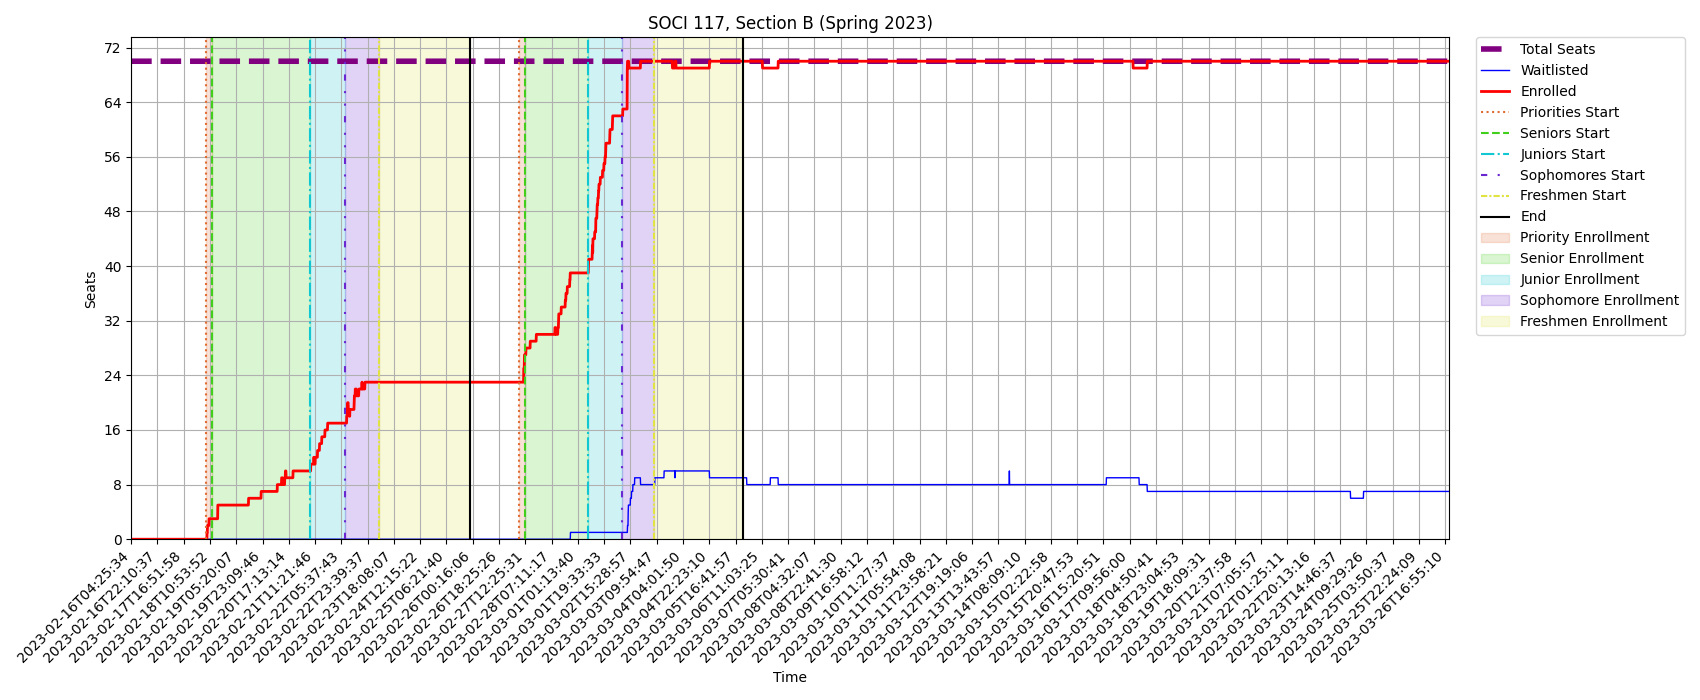 SOCI 117, Section B (Spring 2023)
72
64
56
48
40
32
24
16
8
0
Seats
2023-02-16T04:25:34
2023-02-16T22:10:37
2023-02-17T16:51:58
2023-02-18T10:53:52
2023-02-19T05:20:07
2023-02-19T23:09:46
2023-02-20T17:13:14
2023-02-21T11:21:46
2023-02-22T05:37:43
2023-02-22T23:39:37
2023-02-23T18:08:07
2023-02-24T12:15:22
2023-02-25T06:21:40
2023-02-26T00:16:06
2023-02-26T18:25:26
2023-02-27T12:25:31
2023-02-28T07:11:17
2023-03-01T01:13:40
2023-03-01T19:33:33
2023-03-02T15:28:57
2023-03-03T09:54:47
2023-03-04T04:01:50
2023-03-04T22:23:10
2023-03-05T16:41:57
2023-03-06T11:03:25
2023-03-07T05:30:41
2023-03-08T04:32:07
2023-03-08T22:41:30
2023-03-09T16:58:12
2023-03-10T11:27:37
2023-03-11T05:54:08
2023-03-11T23:58:21
2023-03-12T19:19:06
2023-03-13T13:43:57
2023-03-14T08:09:10
2023-03-15T02:22:58
2023-03-15T20:47:53
2023-03-16T15:20:51
2023-03-17T09:56:00
2023-03-18T04:50:41
2023-03-18T23:04:53
2023-03-19T18:09:31
2023-03-20T12:37:58
2023-03-21T07:05:57
2023-03-22T01:25:11
2023-03-22T20:13:16
2023-03-23T14:46:37
2023-03-24T09:29:26
2023-03-25T03:50:37
2023-03-25T22:24:09
2023-03-26T16:55:10
Time
Total Seats
Waitlisted
Enrolled
Priorities Start
Seniors Start
Juniors Start
Sophomores Start
Freshmen Start
End
Priority Enrollment
Senior Enrollment
Junior Enrollment
Sophomore Enrollment
Freshmen Enrollment